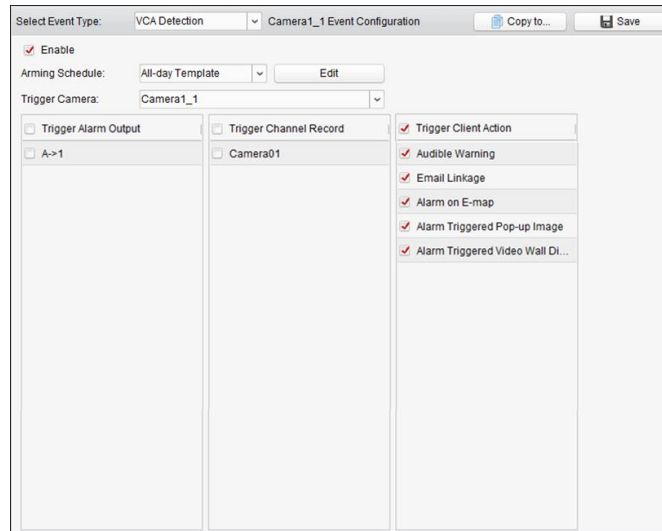 Select Event Type: VCA Detection Camera1_1 Event Configuration Copy to... Save
Enable
Arming Schedule: All-day Template Edit
Trigger Camera: Camera1_1
Trigger Alarm Output Trigger Channel Record Trigger Client Action
A->1 Camera01 Audible Warning
Email Linkage
Alarm on E-map
Alarm Triggered Pop-up Image
Alarm Triggered Video Wall Di...